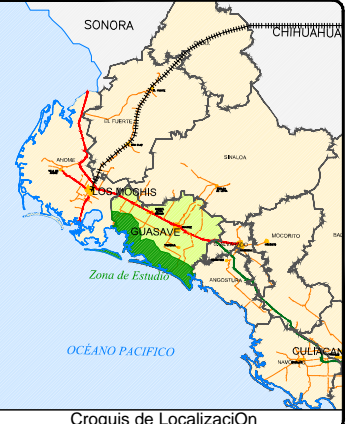 SONORA
CHIHUAHUA
EL FUERTE
AHOME
SINALOA
LOS MOCHIS
GUASAVE
MOCORITO
Zona de Estudio
ANGOSTURA
OCÉANO PACIFICO
CULIACAN
Croquis de LocalizaciOn